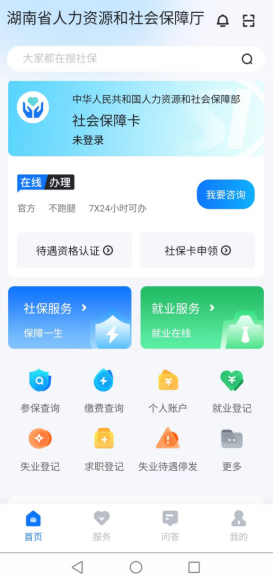 湖南省人力资源和社会保障厅
大家都在搜社保
中华人民共和国人力资源和社会保障部
社会保障卡
未登录
在线 办理
官方 不跑腿 7X24小时可办
我要咨询
待遇资格认证
社保卡申领
社保服务
保障一生
就业服务
就业在线
参保查询 缴费查询 个人账户 就业登记
失业登记 求职登记 失业待遇停发 更多
首页 服务 问答 我的